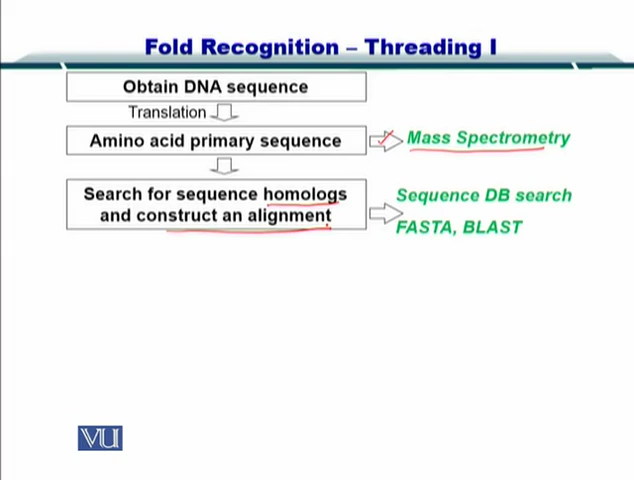 Fold Recognition – Threading I
Obtain DNA sequence
Translation
Amino acid primary sequence
Mass Spectrometry
Search for sequence homologs
and construct an alignment
Sequence DB search
FASTA, BLAST
VU